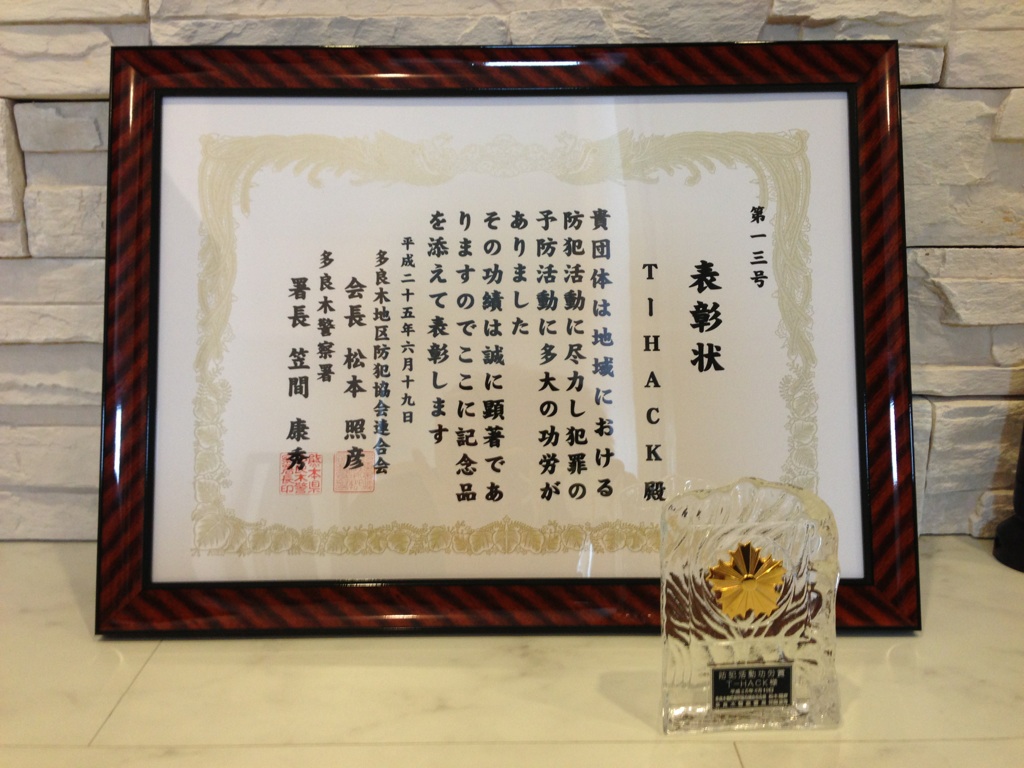 第一三号
表彰状
T－HACK殿
貴団体は地域における
防犯活動に尽力し犯罪の
予防活動に多大の功労が
ありました
その功績は誠に顕著であ
りますのでここに記念品
を添えて表彰します
平成二十五年六月十九日
多良木地区防犯協会連合会
会長 松本 照彦
多良木警察署
署長 笠間 康秀
防犯活動功労賞
T－HACK様